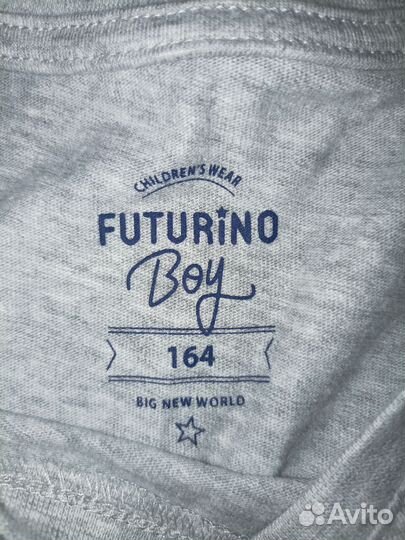 CHILDREN'S WEAR
FUTURiNO
Boy
164
BIG NEW WORLD
Avito